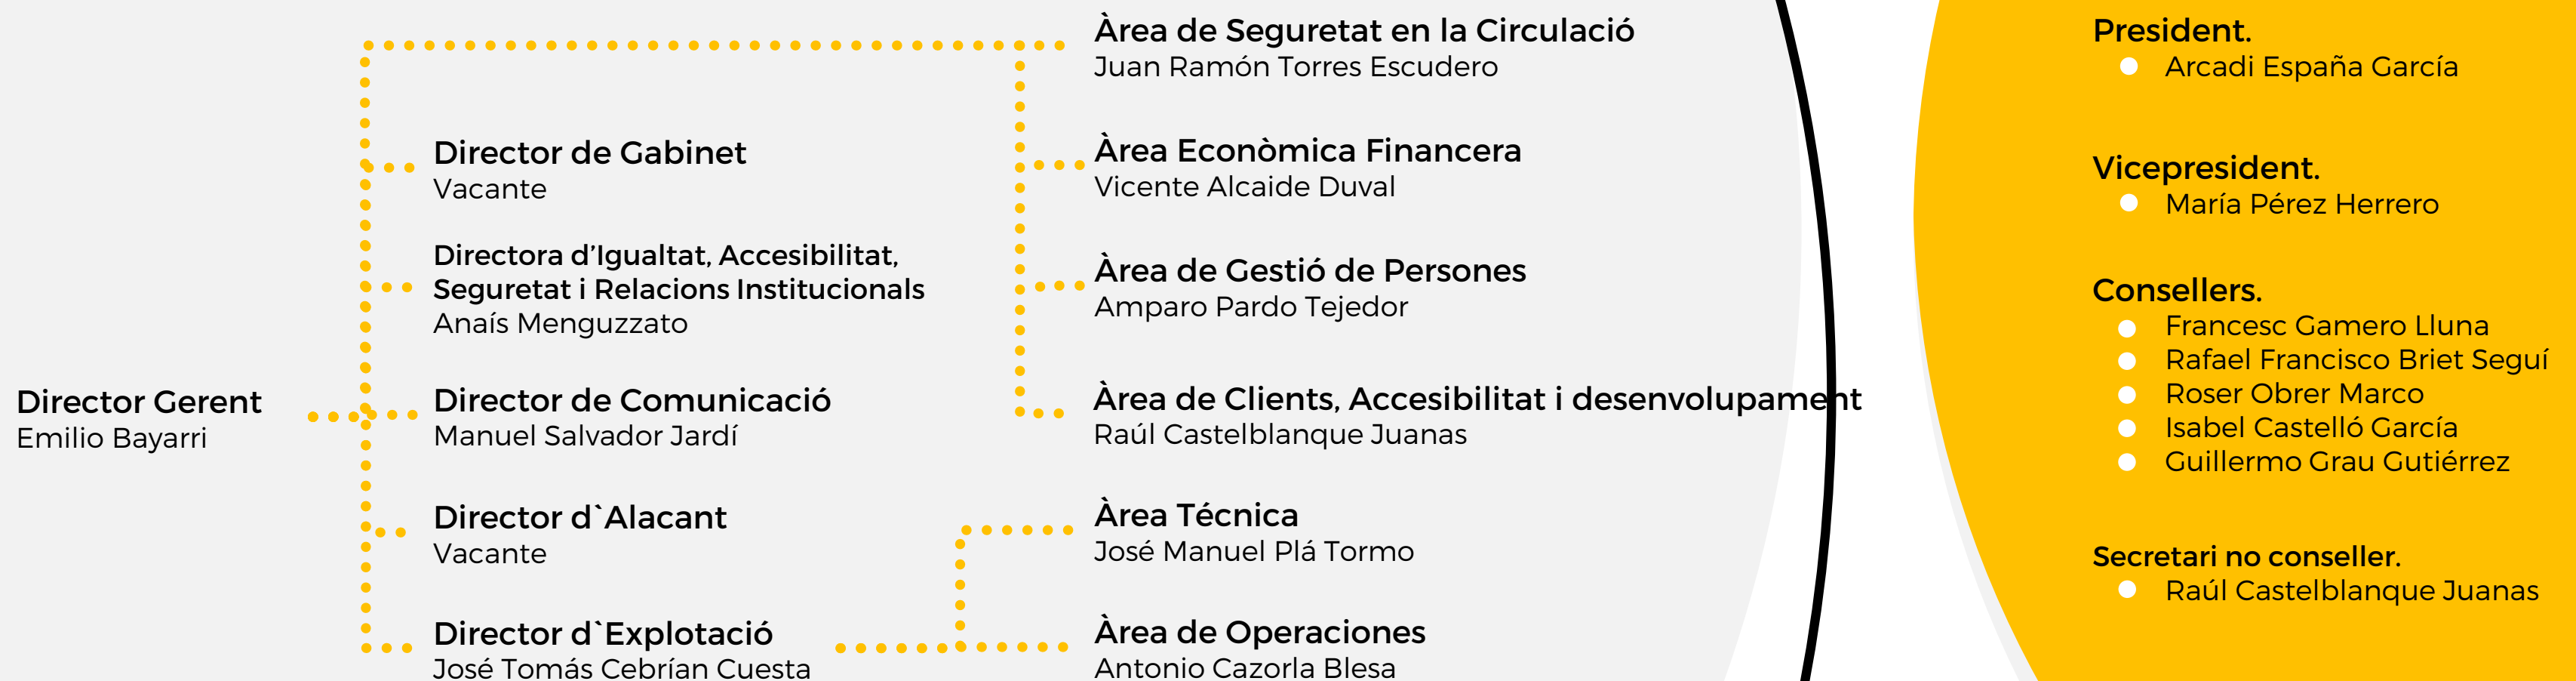 Director Gerent
Emilio Bayarri
Director de Gabinet
Vacante
Directora d’Igualtat, Accesibilitat,
Seguretat i Relacions Institucionals
Anaís Menguzzato
Director de Comunicació
Manuel Salvador Jardí
Director d`Alacant
Vacante
Director d`Explotació
José Tomás Cebrían Cuesta
Àrea de Seguretat en la Circulació
Juan Ramón Torres Escudero
Àrea Econòmica Financera
Vicente Alcaide Duval
Àrea de Gestió de Persones
Amparo Pardo Tejedor
Àrea de Clients, Accesibilitat i desenvolupament
Raúl Castelblanque Juanas
Àrea Técnica
José Manuel Plá Tormo
Àrea de Operaciones
Antonio Cazorla Blesa
President.
Arcadi España García
Vicepresident.
María Pérez Herrero
Consellers.
Francesc Gamero Lluna
Rafael Francisco Briet Seguí
Roser Obrer Marco
Isabel Castelló García
Guillermo Grau Gutiérrez
Secretari no conseller.
Raúl Castelblanque Juanas